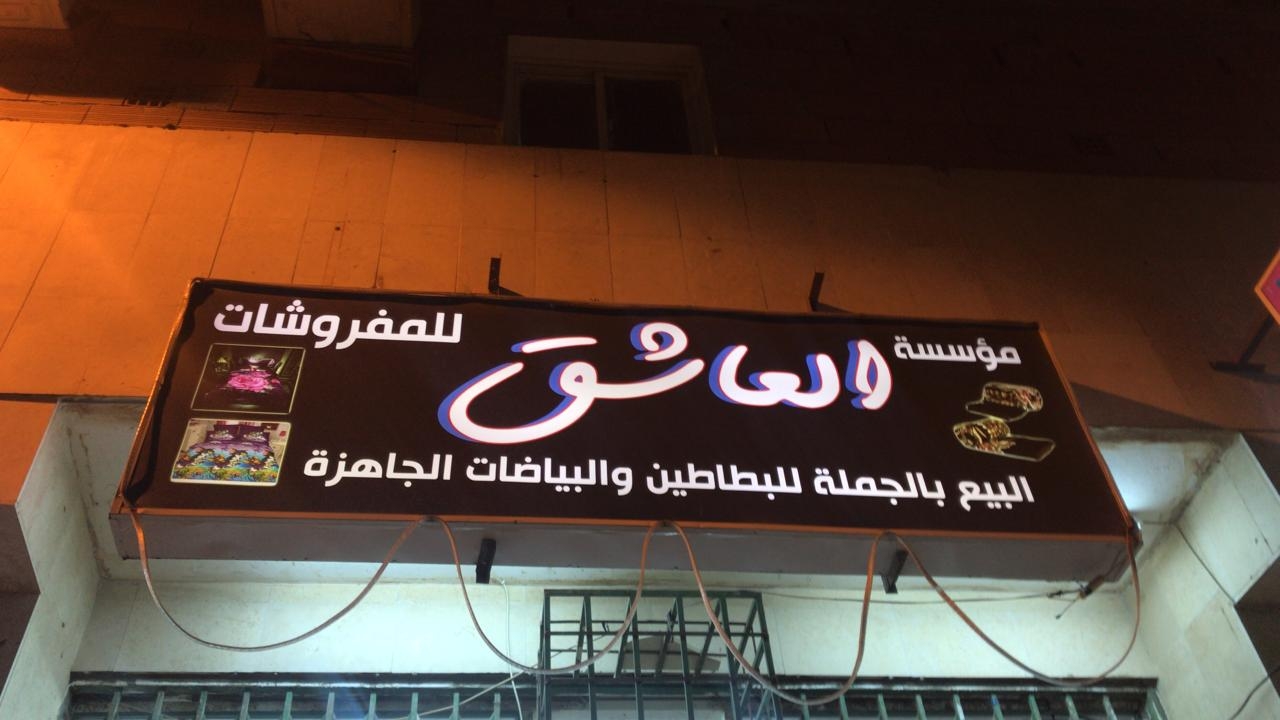 مؤسسة العاشق للمفروشات
البيع بالجملة للبطاطين والبياضات الجاهزة